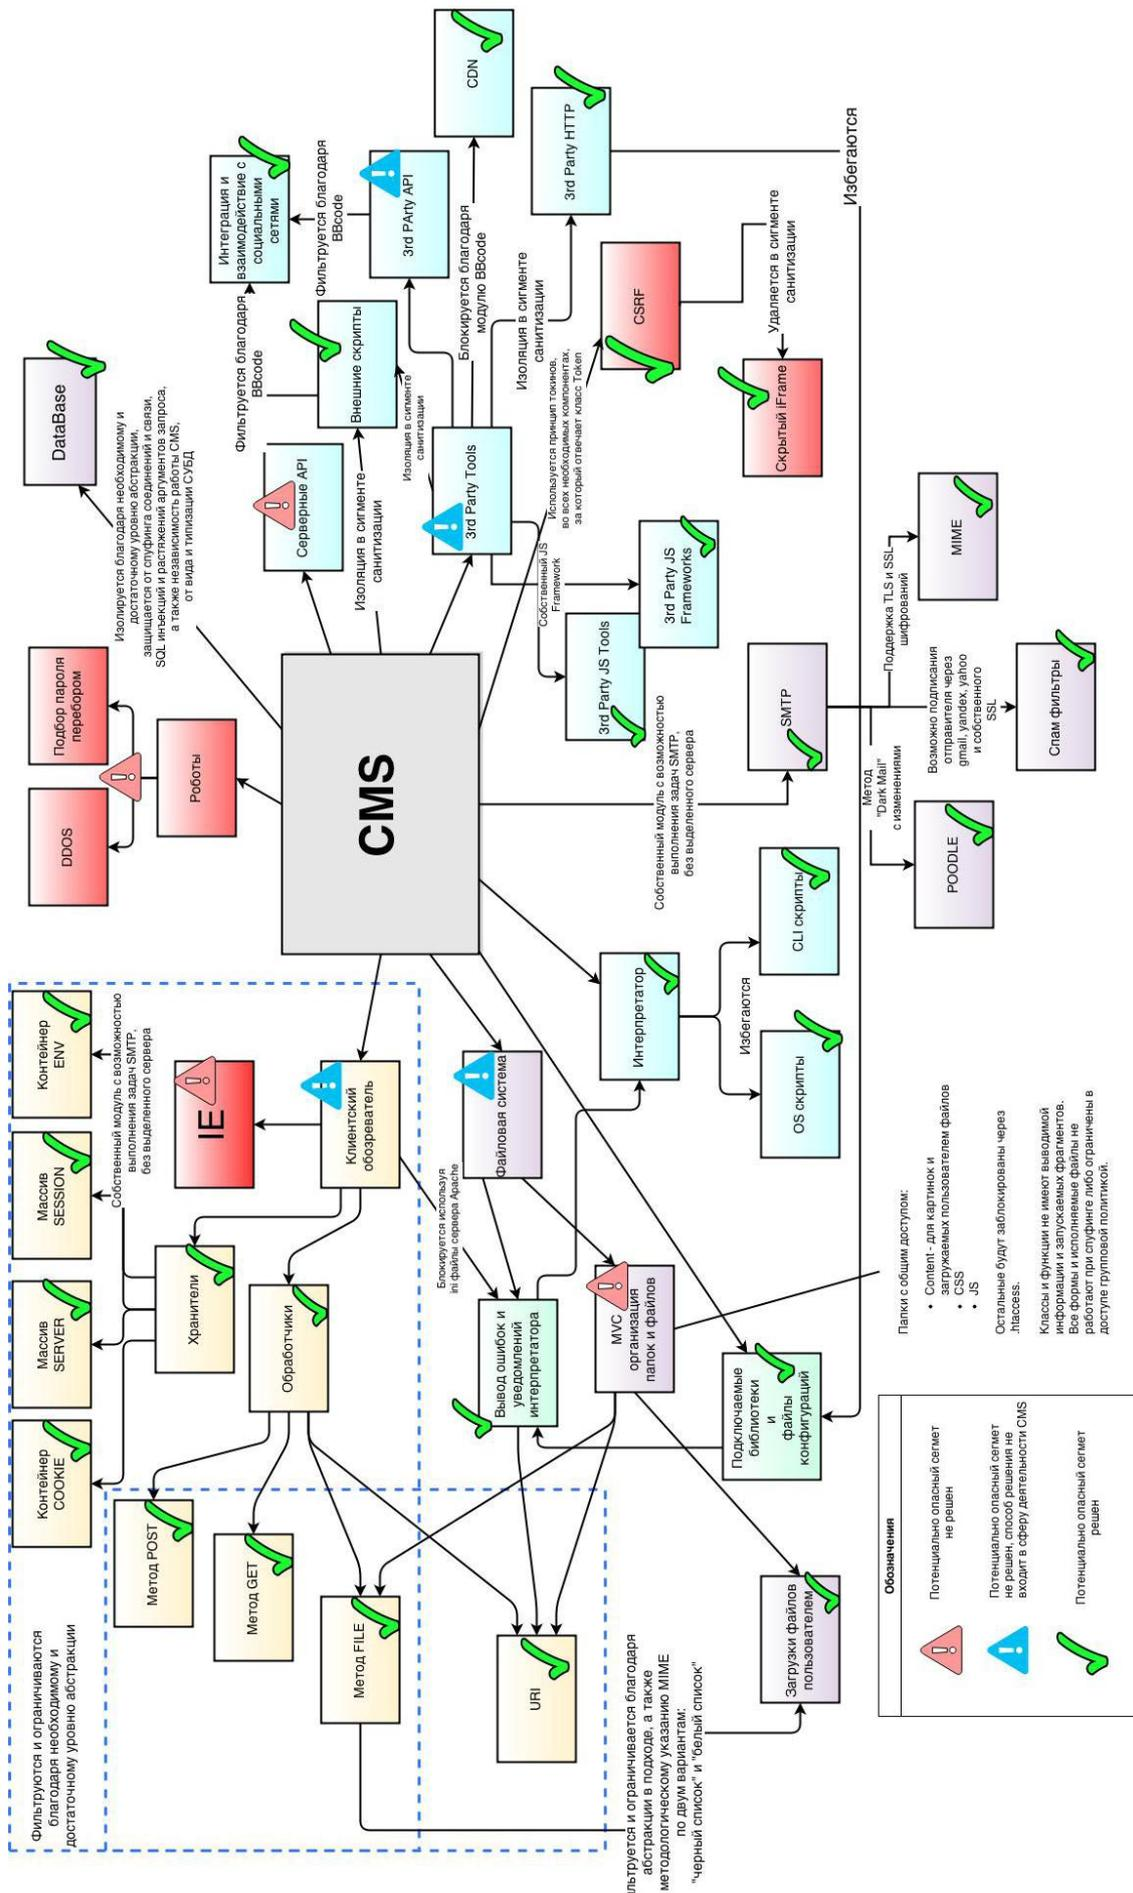 Фильтруются и ограничиваются
благодаря необходимому и
достаточному уровню абстракции
Контейнер
COOKIE
Массив
SERVER
Массив
SESSION
Контейнер
ENV
Собственный модуль с возможностью
выполнения задач SMTP,
без выделенного сервера
DDOS
Подбор пароля
перебором
DataBase
Роботы
Излируется благодаря необходимому и
достаточному уровню абстракции,
защищается от спуфинга соединений и связи,
SQL инъекций и растяжений аргументов запроса,
а также независимость работы CMS,
от вида и типизации СУБД
Метод POST
Хранители
IE
Метод GET
Обработчики
Клиентский
обозреватель
Метод FILE
CMS
Серверные API
Фильтруется благодаря
BBcode
Интеграция и
взаимодействие с
социальными
сетями
Фильтруется благодаря
BBcode
Внешние скрипты
3rd PArty API
Изоляция в сигменте
санитизации
Изоляция в сигменте
санитизации
3rd Party Tools
Блокируется благодаря
модулю BBcode
CDN
Изоляция в сигменте
санитизации
3rd Party HTTP
Блокируется используя
ini файлы сервера Apache
Файловая система
URI
Вывод ошибок и
уведомлений
интерпретатора
Собственный JS
Framework
Используется принцип токинов,
во всех необходимых компонентах,
за который отвечает класс Token
3rd Party JS Tools
3rd Party JS
Frameworks
CSRF
MVC
организация
папок и файлов
Интерпретатор
льтруется и ограничивается благодаря
абстракции в подходе, а также
методологическому указанию MIME
по двум вариантам:
"черный список" и "белый список"
Собственный модуль с возможностью
выполнения задач SMTP,
без выделенного сервера
Подключаемые
библиотеки
и
файлы
конфигураций
Избегаются
SMTP
Скрытый iFrame
Удаляется в сигменте
санитизации
Избегаются
Загрузки файлов
пользователем
OS скрипты
CLI скрипты
Метод
"Dark Mail"
с изменениями
Поддержка TLS и SSL
шифрований
POODLE
Возможно подписания
отправителя через
gmail, yandex, yahoo
и собственного
SSL
MIME
Спам фильтры
Обозначения
Потенциально опасный сегмет
не решен
Потенциально опасный сегмет
не решен, способ решения не
входит в сферу деятельности CMS
Потенциально опасный сегмет
решен
Папки с общим доступом:
• Content - для картинок и
загружаемых пользователем файлов
• CSS
• JS
Остальные будут заблокированы через
.htaccess.
Классы и функции не имеют выводимой
информации и запускаемых фрагментов.
Все формы и исполняемые файлы не
работают при спуфинге либо ограничены в
доступе групповой политикой.